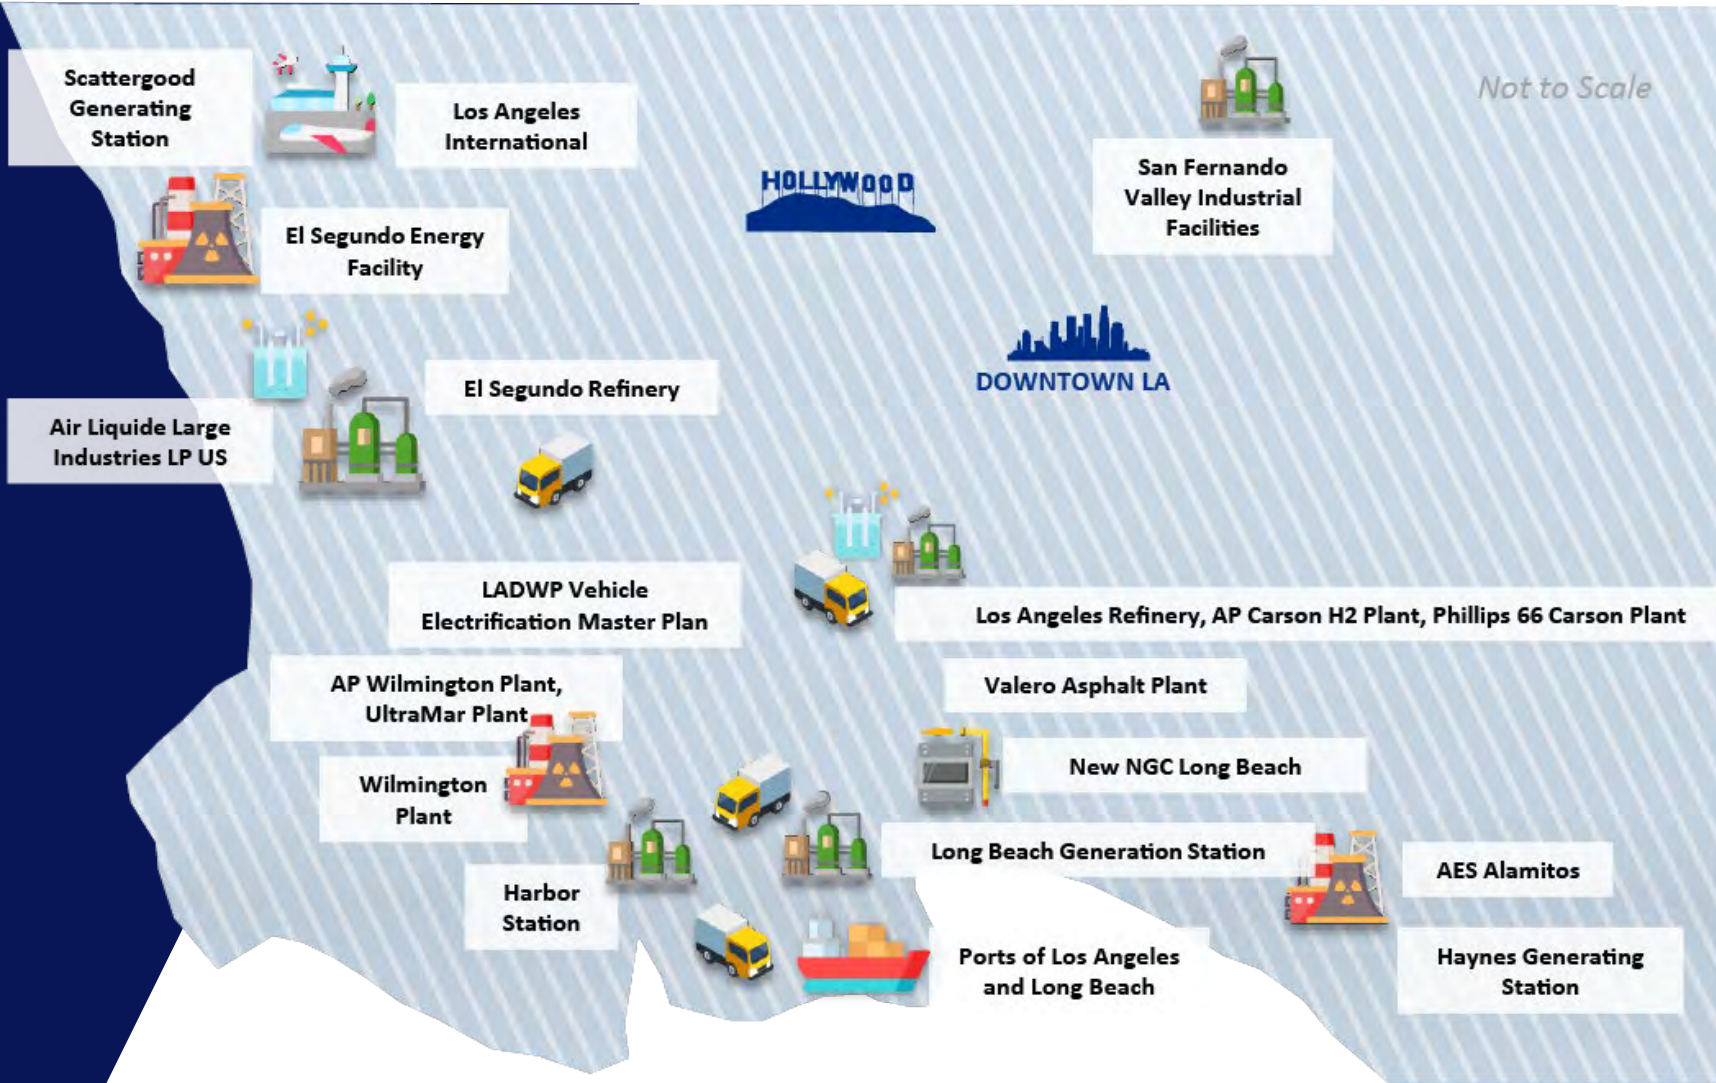 Scattergood
Generating
Station
Los Angeles
International
HOLLYWOOD
San Fernando
Valley Industrial
Facilities
Not to Scale
El Segundo Energy
Facility
DOWNTOWN LA
El Segundo Refinery
Air Liquide Large
Industries LP US
LADWP Vehicle
Electrification Master Plan
Los Angeles Refinery, AP Carson H2 Plant, Phillips 66 Carson Plant
AP Wilmington Plant,
UltraMar Plant
Valero Asphalt Plant
Wilmington
Plant
New NGC Long Beach
Long Beach Generation Station
AES Alamitos
Harbor
Station
Ports of Los Angeles
and Long Beach
Haynes Generating
Station